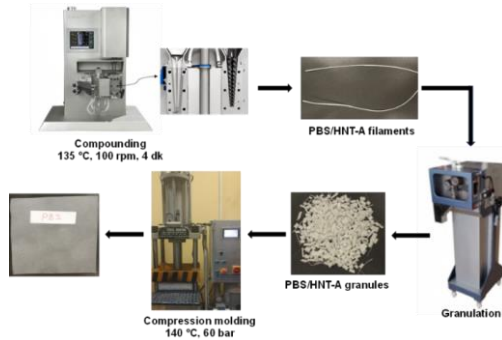 Compounding
135 °C, 100 rpm, 4 dk
PBS/HNT-A filaments
Granulation
PBS/HNT-A granules
Compression molding
140 °C, 60 bar
PBS